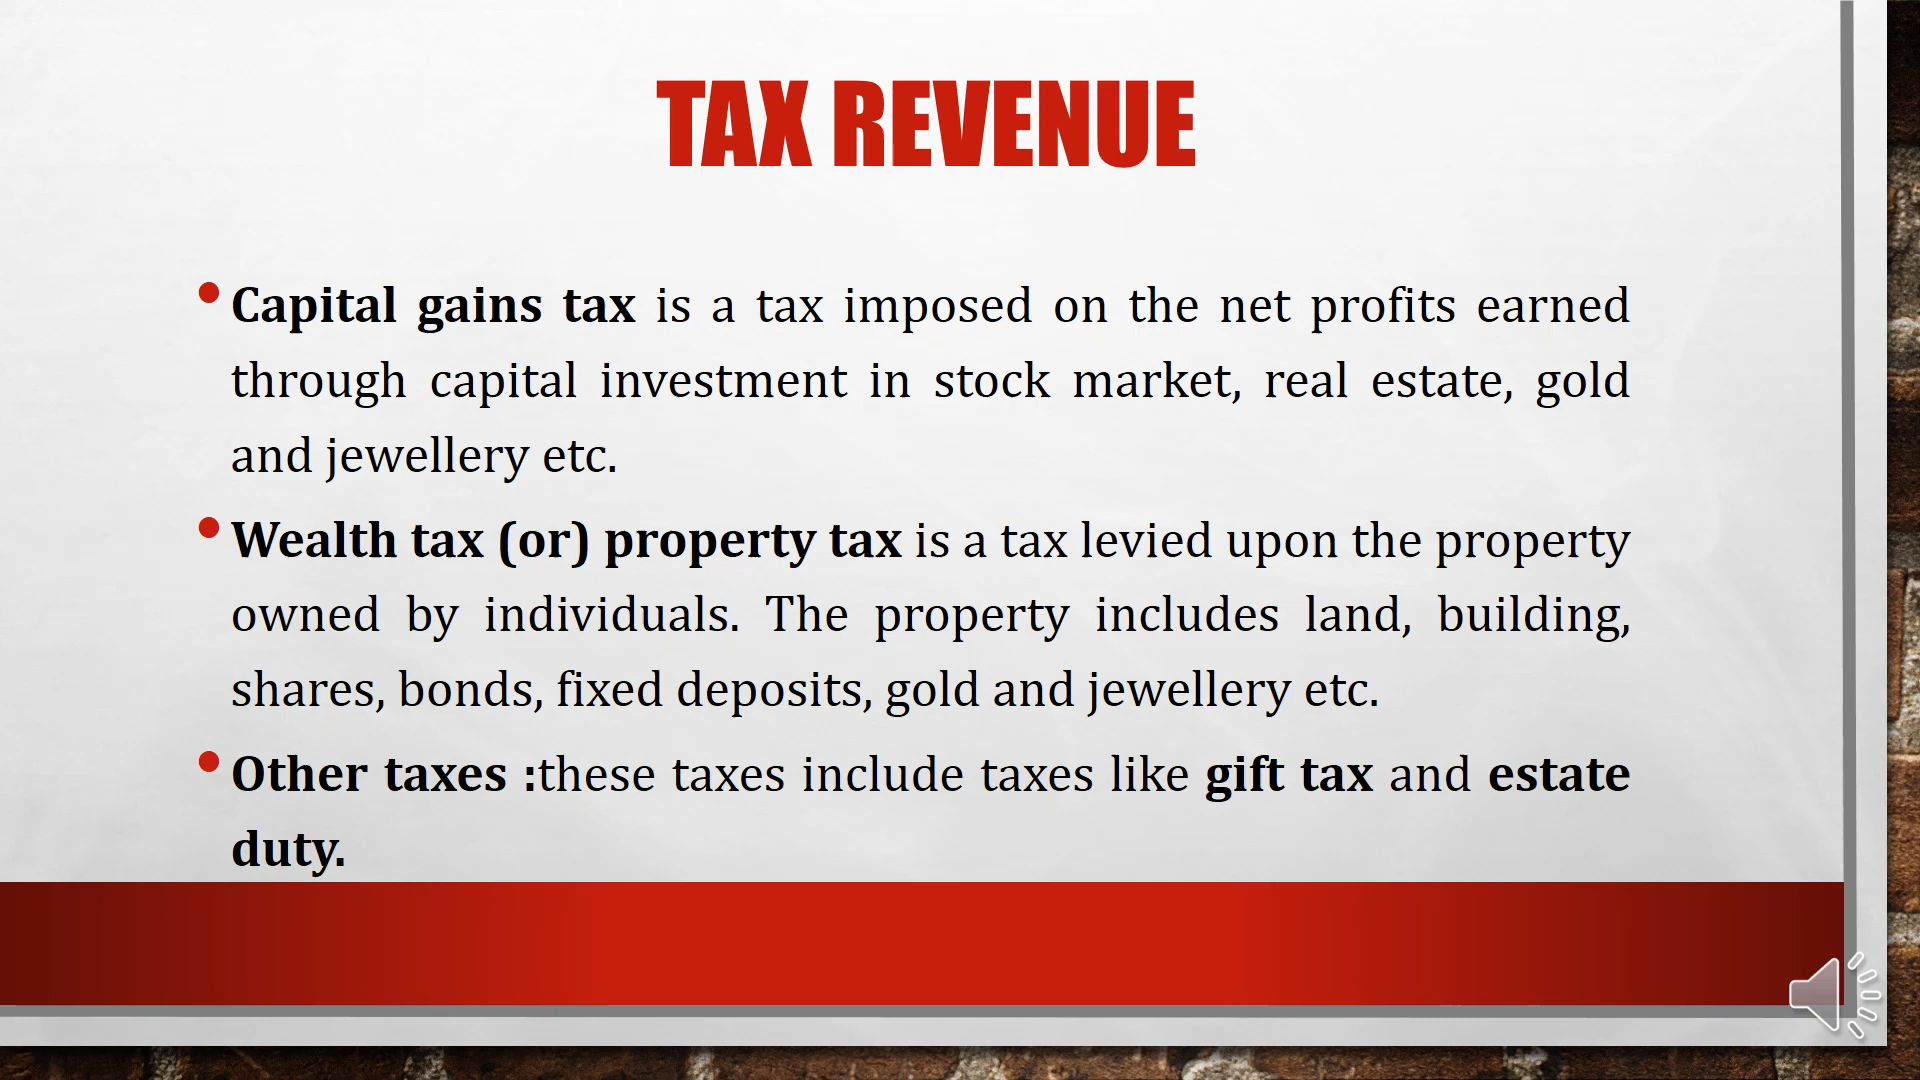 TAX REVENUE
• Capital gains tax is a tax imposed on the net profits earned
through capital investment in stock market, real estate, gold
and jewellery etc.
• Wealth tax (or) property tax is a tax levied upon the property
owned by individuals. The property includes land, building,
shares, bonds, fixed deposits, gold and jewellery etc.
• Other taxes :these taxes include taxes like gift tax and estate
duty.